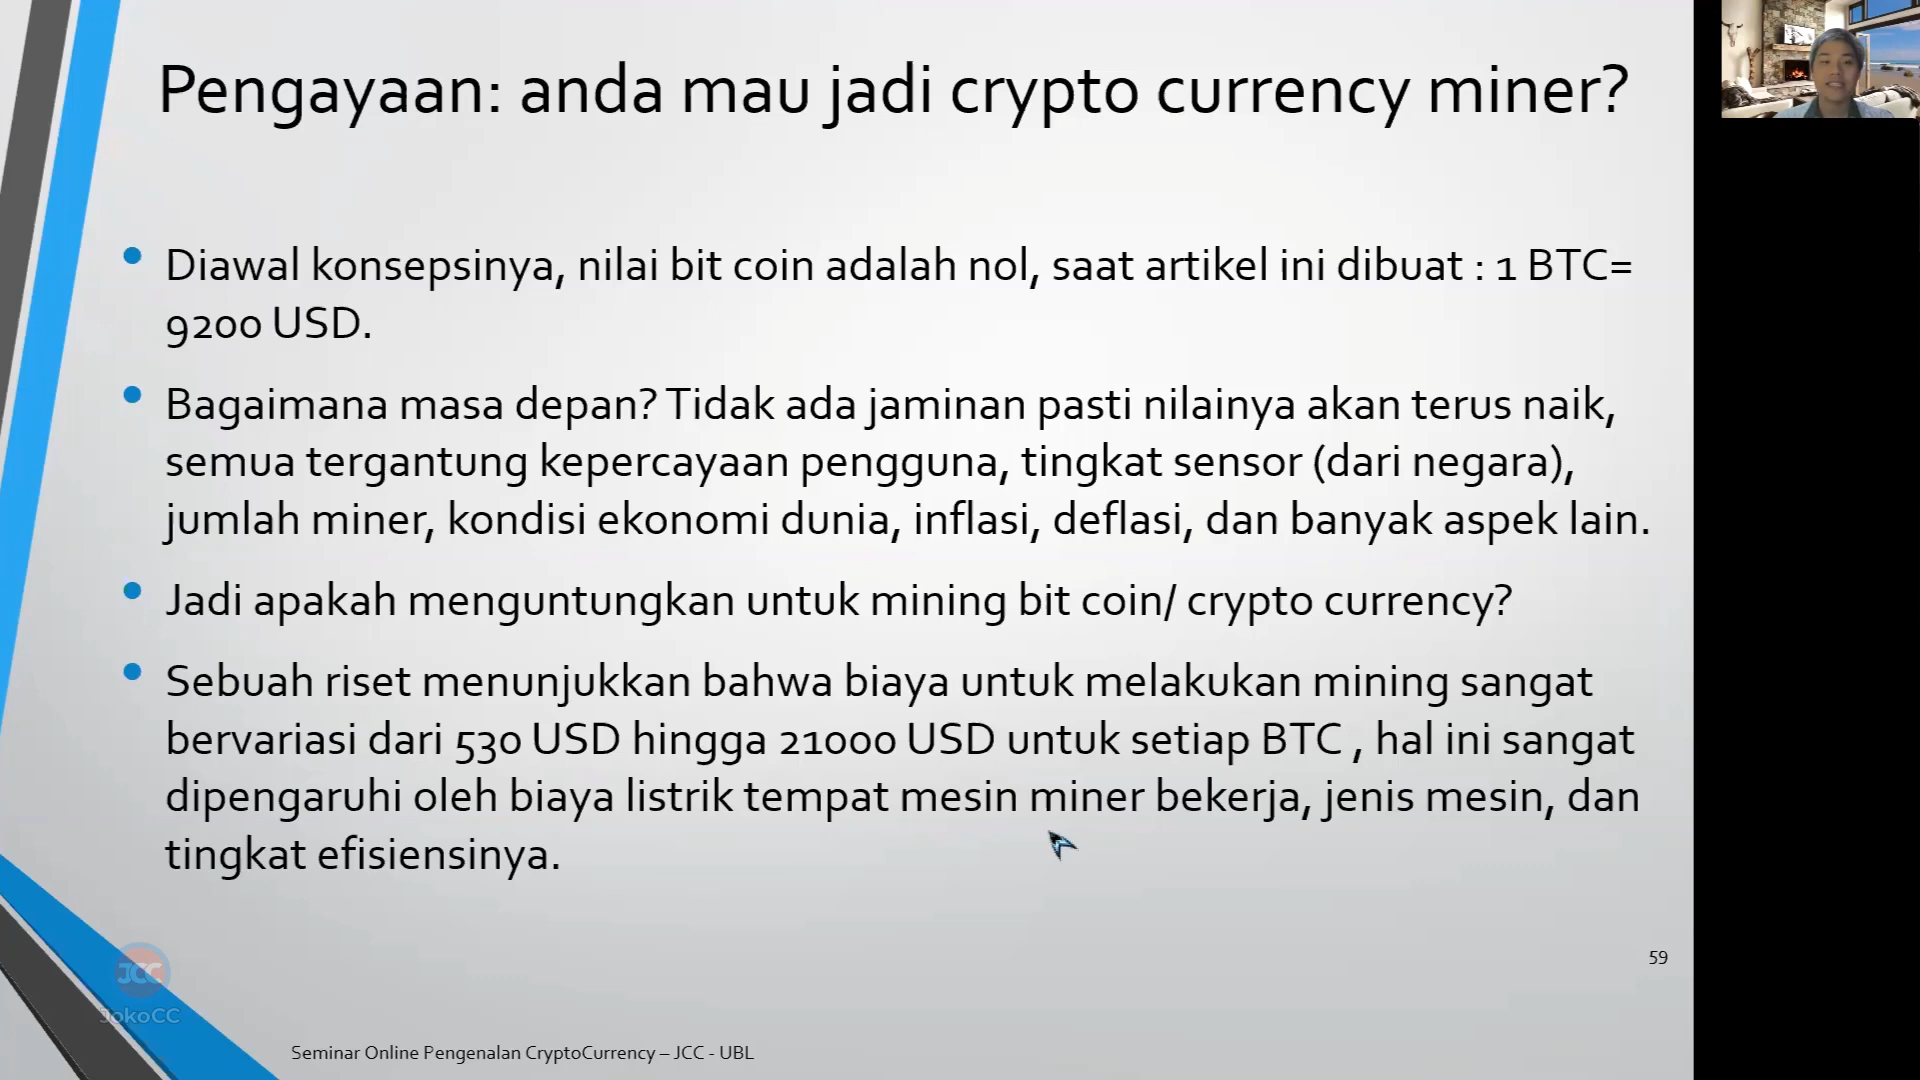 Pengayaan: anda mau jadi crypto currency miner?
Diawal konsepsinya, nilai bit coin adalah nol, saat artikel ini dibuat : 1 BTC=
9200 USD.
Bagaimana masa depan? Tidak ada jaminan pasti nilainya akan terus naik,
semua tergantung kepercayaan pengguna, tingkat sensor (dari negara),
jumlah miner, kondisi ekonomi dunia, inflasi, deflasi, dan banyak aspek lain.
Jadi apakah menguntungkan untuk mining bit coin/ crypto currency?
Sebuah riset menunjukkan bahwa biaya untuk melakukan mining sangat
bervariasi dari 530 USD hingga 21000 USD untuk setiap BTC , hal ini sangat
dipengaruhi oleh biaya listrik tempat mesin miner bekerja, jenis mesin, dan
tingkat efisiensinya.
59
JCC
JokoCC
Seminar Online Pengenalan CryptoCurrency – JCC - UBL